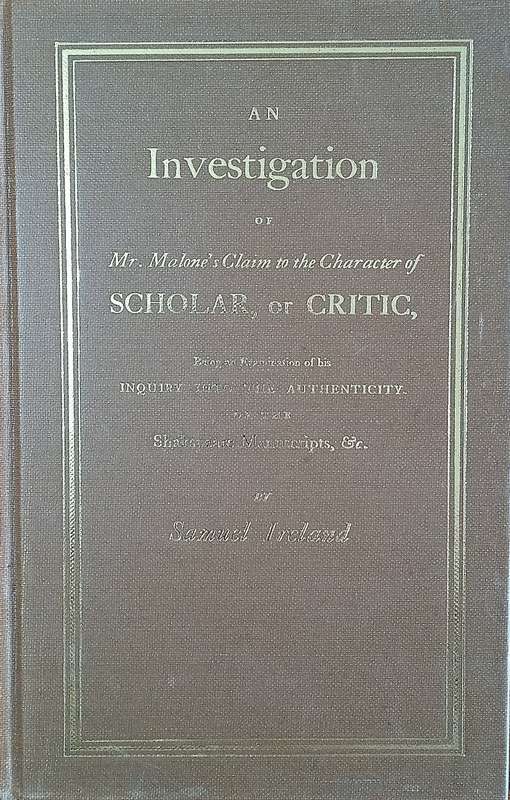 AN
Investigation
OF
Mr. Malone's Claim to the Character of
SCHOLAR, or CRITIC,
Being an Examination of his
INQUIRY INTO THE AUTHENTICITY
OF THE
Shakspeare Manuscripts, &c.
BY
Samuel Ireland